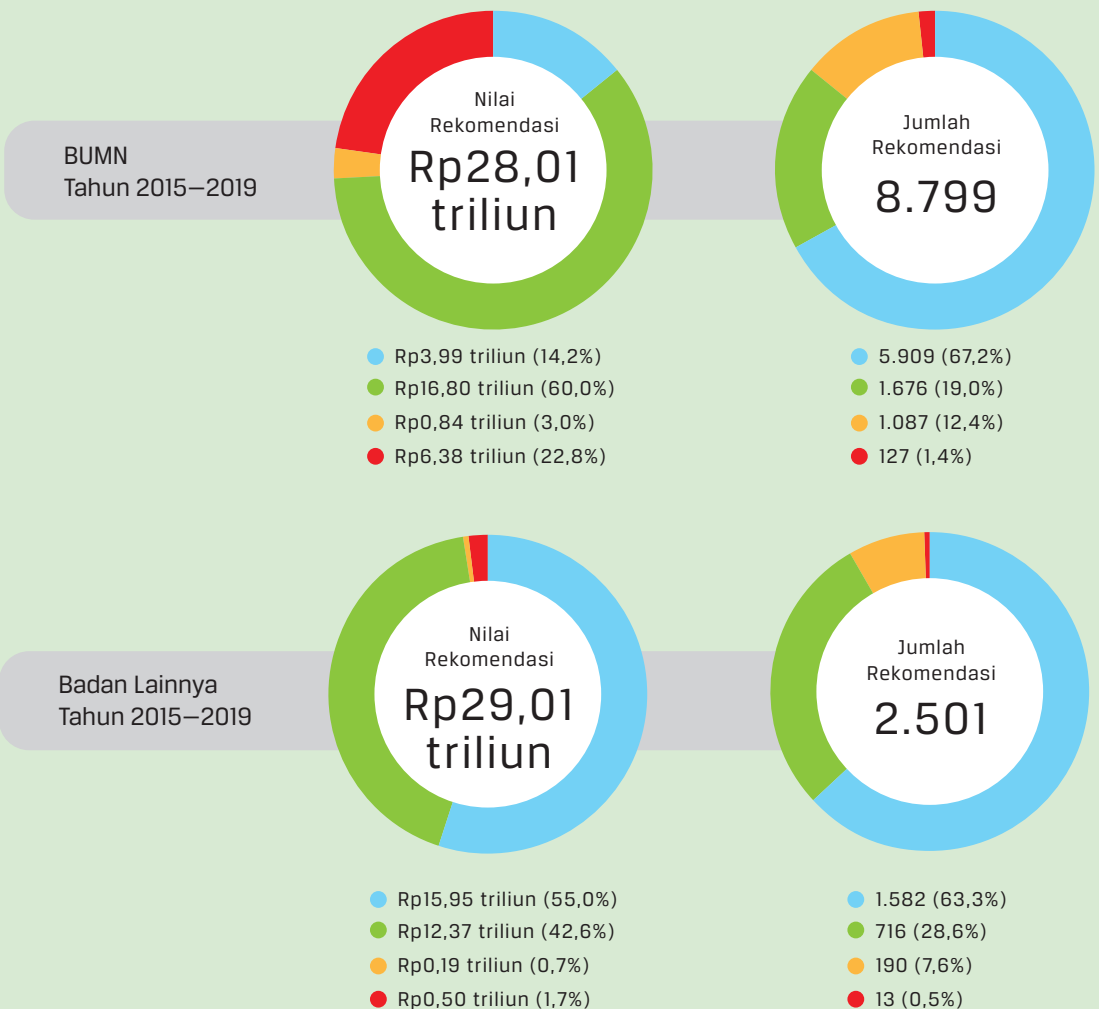 BUMN
Tahun 2015–2019
Nilai
Rekomendasi
Rp28,01
triliun
Jumlah
Rekomendasi
8.799
Rp3,99 triliun (14,2%)
Rp16,80 triliun (60,0%)
Rp0,84 triliun (3,0%)
Rp6,38 triliun (22,8%)
5.909 (67,2%)
1.676 (19,0%)
1.087 (12,4%)
127 (1,4%)
Badan Lainnya
Tahun 2015–2019
Nilai
Rekomendasi
Rp29,01
triliun
Jumlah
Rekomendasi
2.501
Rp15,95 triliun (55,0%)
Rp12,37 triliun (42,6%)
Rp0,19 triliun (0,7%)
Rp0,50 triliun (1,7%)
1.582 (63,3%)
716 (28,6%)
190 (7,6%)
13 (0,5%)